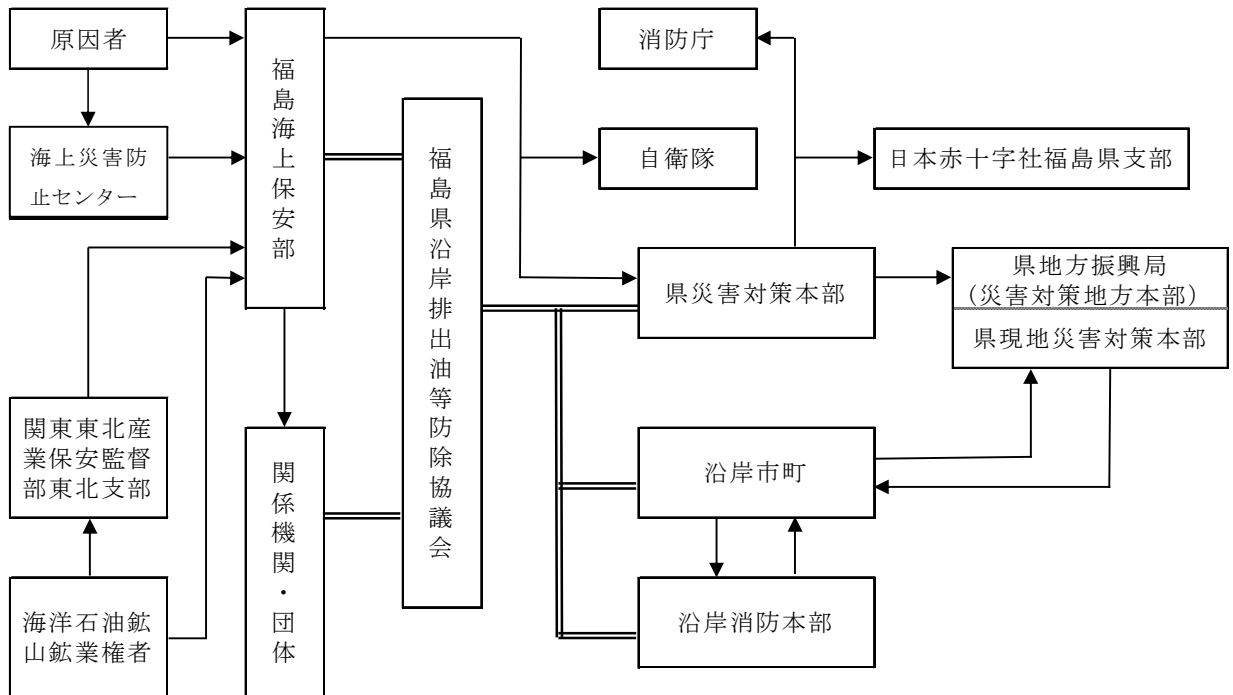 原因者
海上災害防
止センター
関東東北産
業保安監督
部東北支部
海洋石油鉱
山鉱業権者
福島海上保安部
関係機関・団体
福島県沿岸排出油等防除協議会
消防庁
自衛隊
日本赤十字社福島県支部
県災害対策本部
県地方振興局
(災害対策地方本部)
県現地災害対策本部
沿岸市町
沿岸消防本部